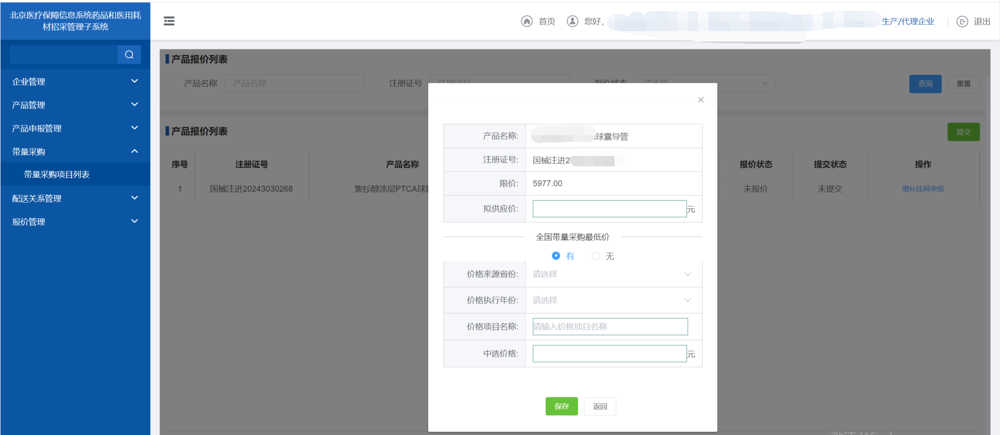 北京医疗保障信息系统药品和医用耗
材招采管理子系统
首页
您好,
生产/代理企业
退出
企业管理
产品管理
产品申报管理
带量采购
带量采购项目列表
配送关系管理
报价管理
产品报价列表
产品名称 产品名称
注册证号 注册证号
报价状态 请选择
查询
重置
产品报价列表
提交
序号 注册证号 产品名称 报价状态 提交状态 操作
1 国械注进20243030268 紫杉醇涂层PTCA球 未报价 未提交 增补挂网申报
产品名称: 球囊导管
注册证号: 国械注进2
限价: 5977.00
拟供应价: 元
全国带量采购最低价
有 无
价格来源省份: 请选择
价格执行年份: 请选择
价格项目名称: 请输入价格项目名称
中选价格: 元
保存
返回